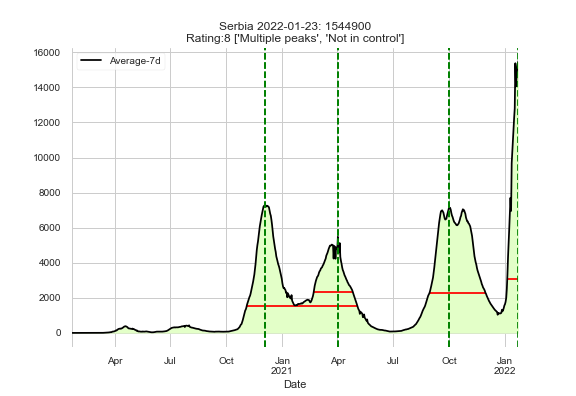 Serbia 2022-01-23: 1544900
Rating:8 ['Multiple peaks', 'Not in control']
Average-7d
16000
14000
12000
10000
8000
6000
4000
2000
0
Apr Jul Oct Jan Apr Jul Oct Jan
2021 2022
Date